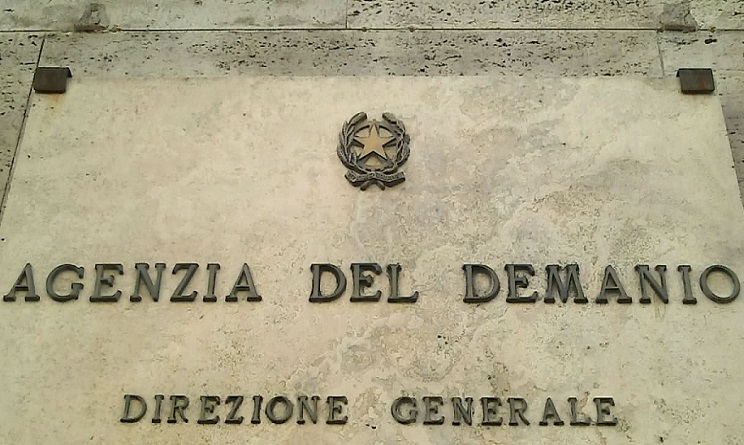 AGENZIA DEL DEMANIO
DIREZIONE GENERALE